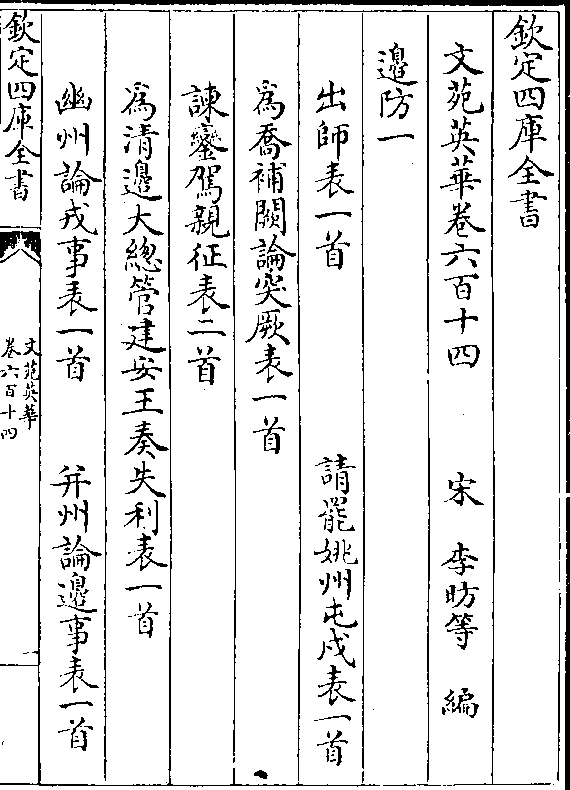 欽定四庫全書
文苑英華卷六百十四 宋 李昉等 編
邊防一
出師表一首 請罷姚州屯戍表一首
為喬補闕論突厥表一首
諫鑾駕親征表二首
為清邊大總管建安王奏失利表一首
幽州論戎事表一首 并州論邊事表一首
欽定四庫全書
文苑英華
卷六百十四